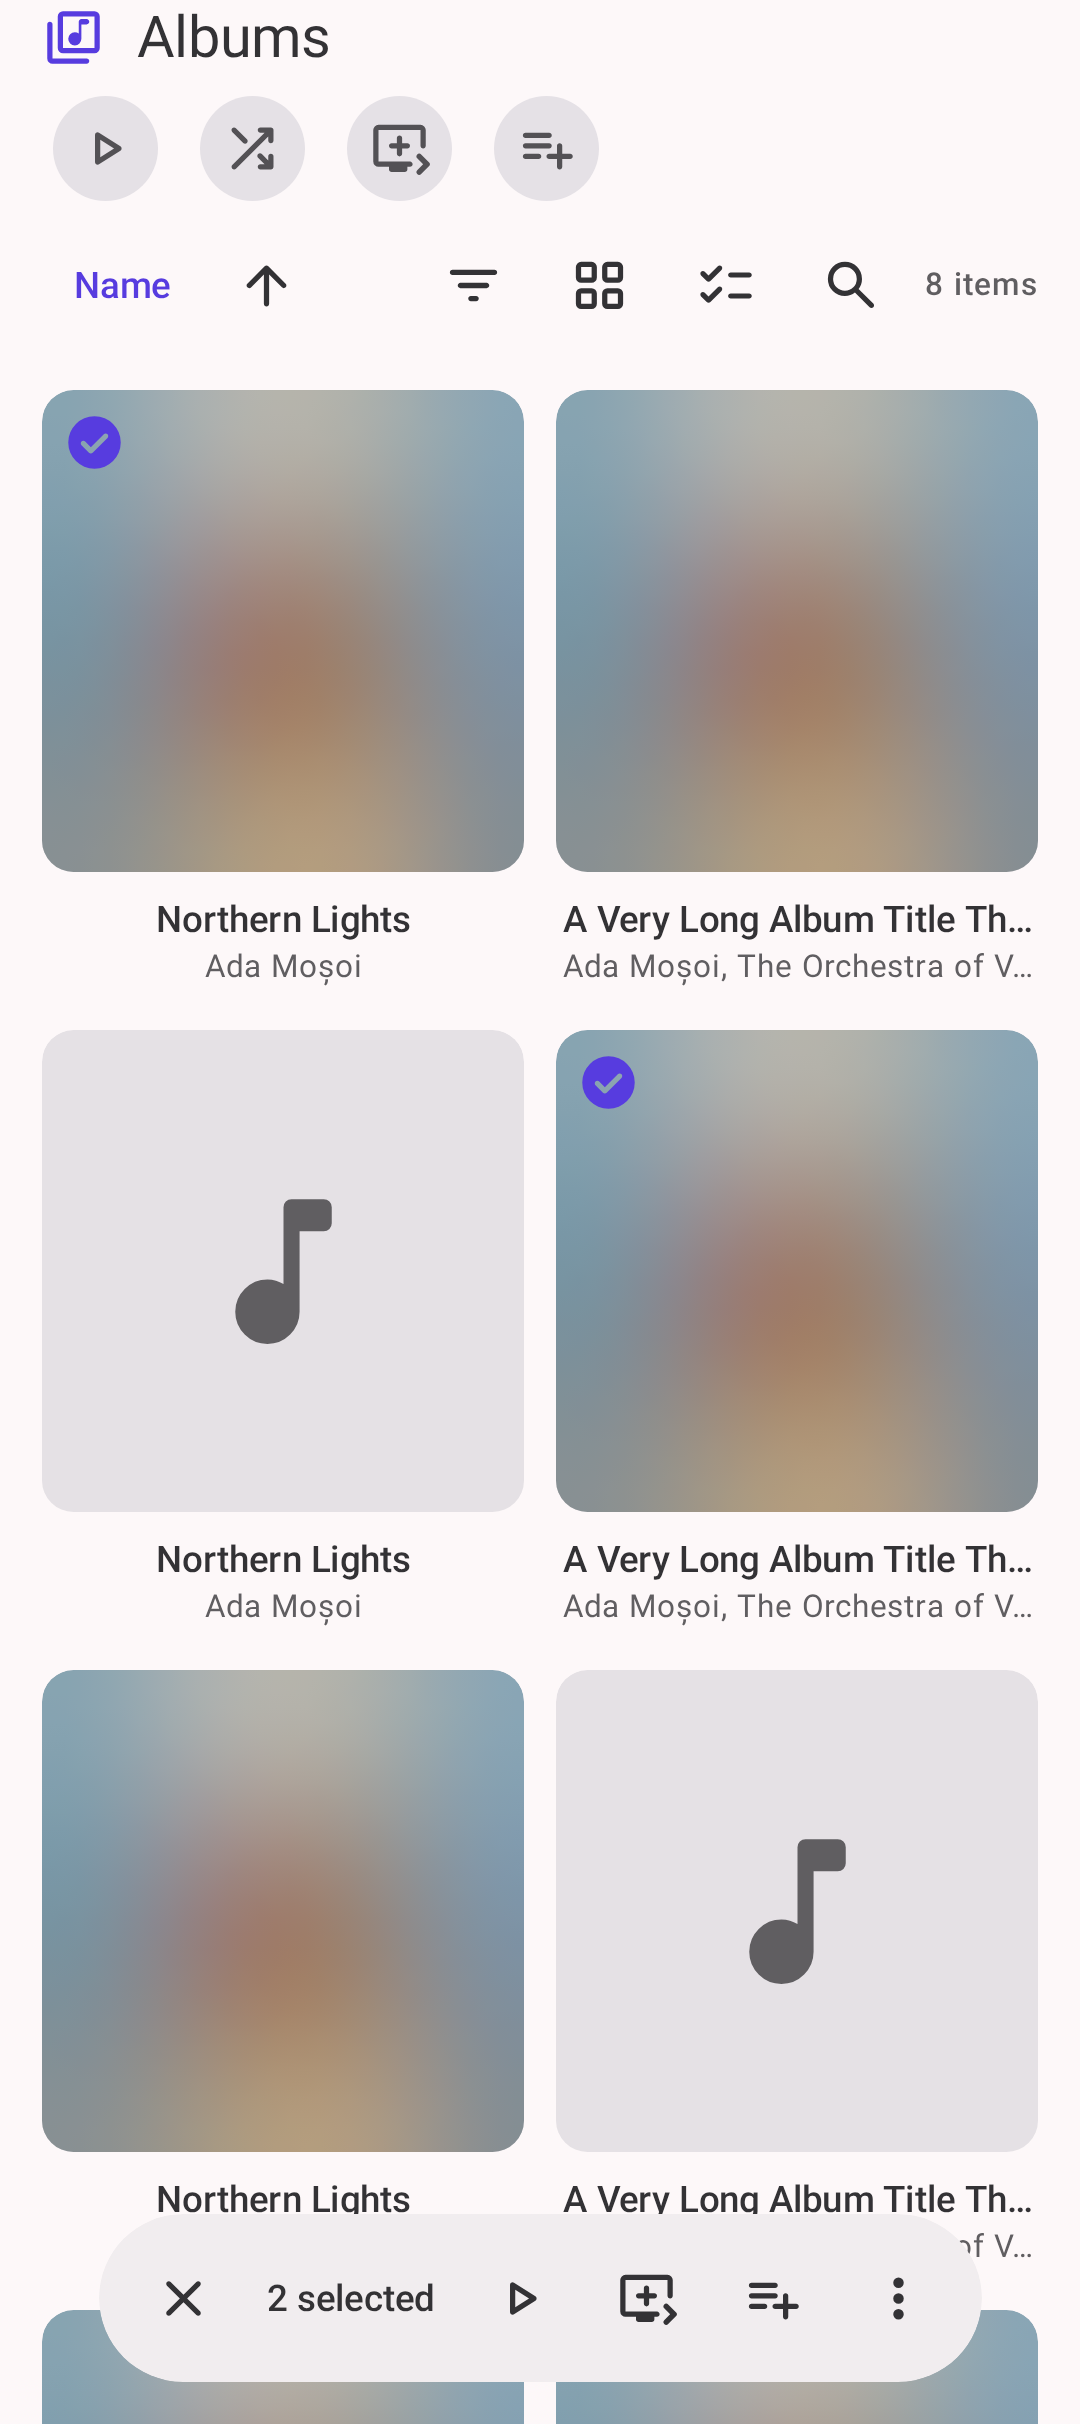 Albums
Name
8 items
Northern Lights
Ada Moșoi
A Very Long Album Title Th...
Ada Moșoi, The Orchestra of V...
Northern Lights
Ada Moșoi
A Very Long Album Title Th...
Ada Moșoi, The Orchestra of V...
Northern Lights
A Very Long Album Title Th...
of V...
2 selected